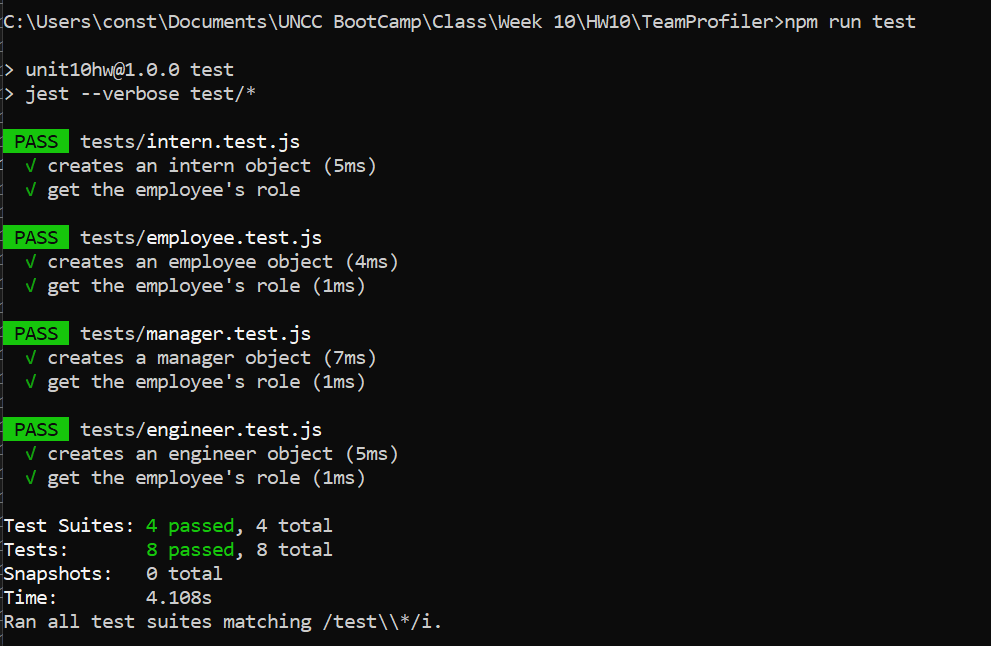 C:\Users\const\Documents\UNCC BootCamp\Class\Week 10\HW10\TeamProfiler>npm run test
> unit10hw@1.0.0 test
> jest --verbose test/*
PASS tests/intern.test.js
√ creates an intern object (5ms)
√ get the employee's role
PASS tests/employee.test.js
√ creates an employee object (4ms)
√ get the employee's role (1ms)
PASS tests/manager.test.js
√ creates a manager object (7ms)
√ get the employee's role (1ms)
PASS tests/engineer.test.js
√ creates an engineer object (5ms)
√ get the employee's role (1ms)
Test Suites: 4 passed, 4 total
Tests: 8 passed, 8 total
Snapshots: 0 total
Time: 4.108s
Ran all test suites matching /test\\*/i.